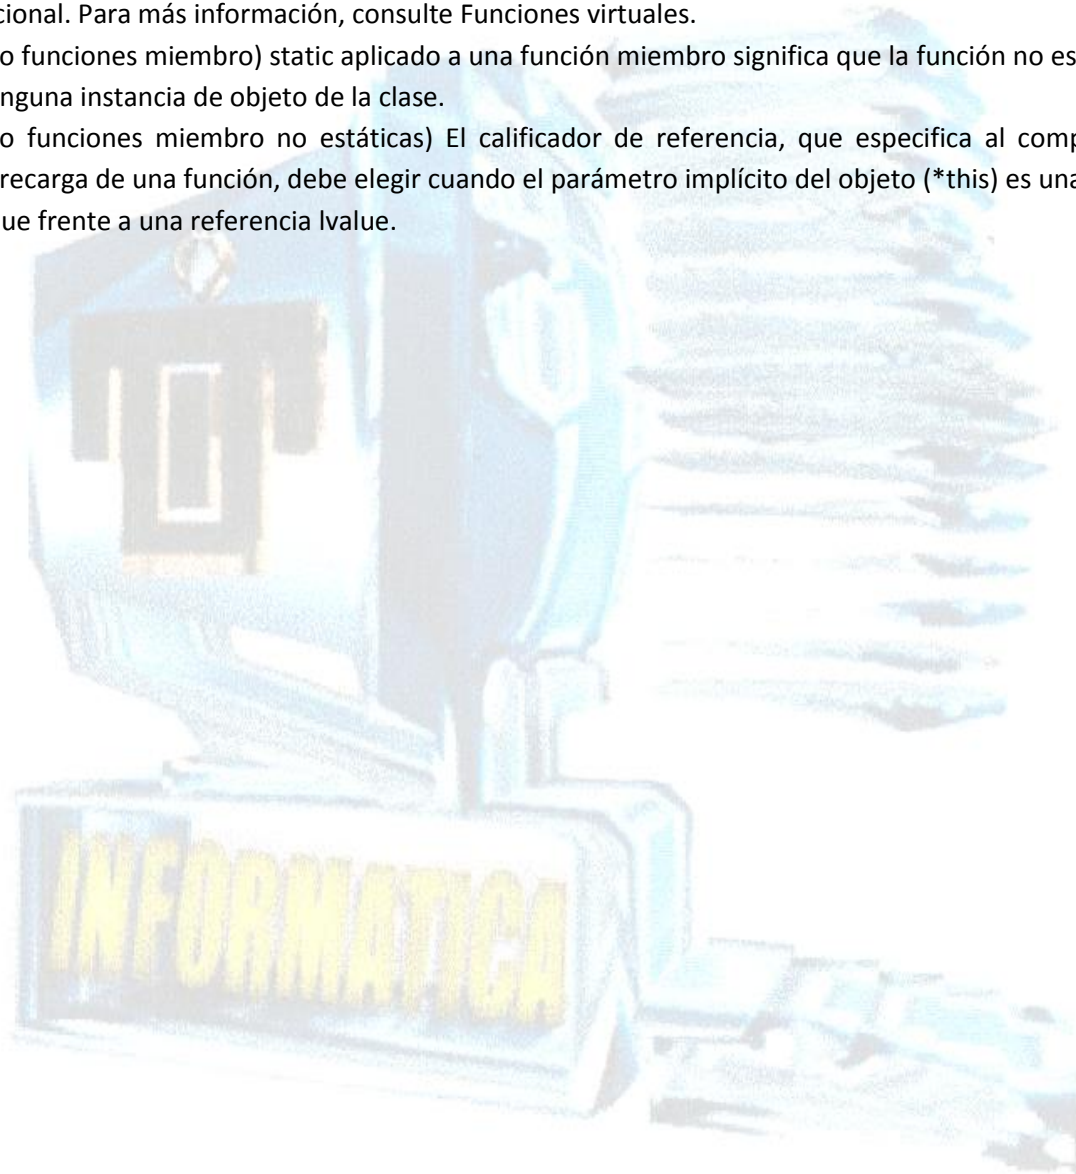 cional. Para más información, consulte Funciones virtuales.
o funciones miembro) static aplicado a una función miembro significa que la función no es
nguna instancia de objeto de la clase.
o funciones miembro no estáticas) El calificador de referencia, que especifica al comp
recarga de una función, debe elegir cuando el parámetro implícito del objeto (*this) es una
ue frente a una referencia lvalue.
INFORMATICA